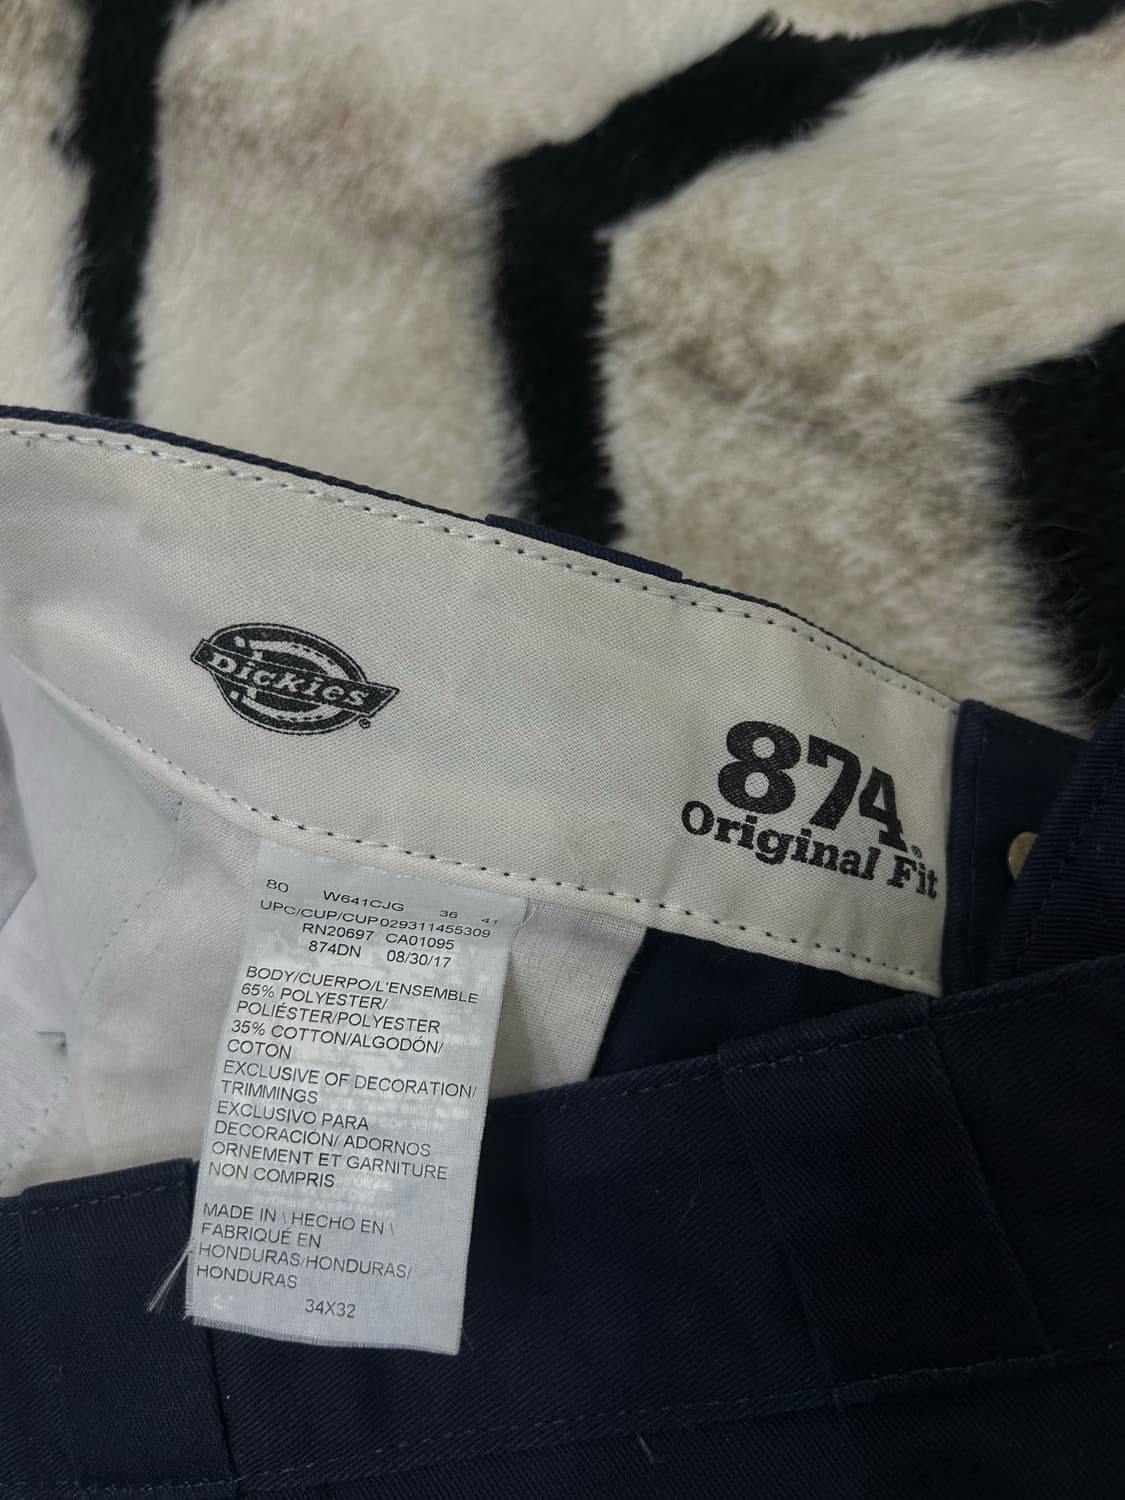 Dickies®
874®
Original Fit
80 W641CJG 36 41
UPC/CUP/CUP029311455309
RN20697 CA01095
874DN 08/30/17
BODY/CUERPO/L'ENSEMBLE
65% POLYESTER/
POLIÉSTER/POLYESTER
35% COTTON/ALGODÓN/
COTON
EXCLUSIVE OF DECORATION/
TRIMMINGS
EXCLUSIVO PARA
DECORACIÓN/ ADORNOS
ORNEMENT ET GARNITURE
NON COMPRIS
MADE IN \ HECHO EN \
FABRIQUÉ EN
HONDURAS/HONDURAS/
HONDURAS
34X32